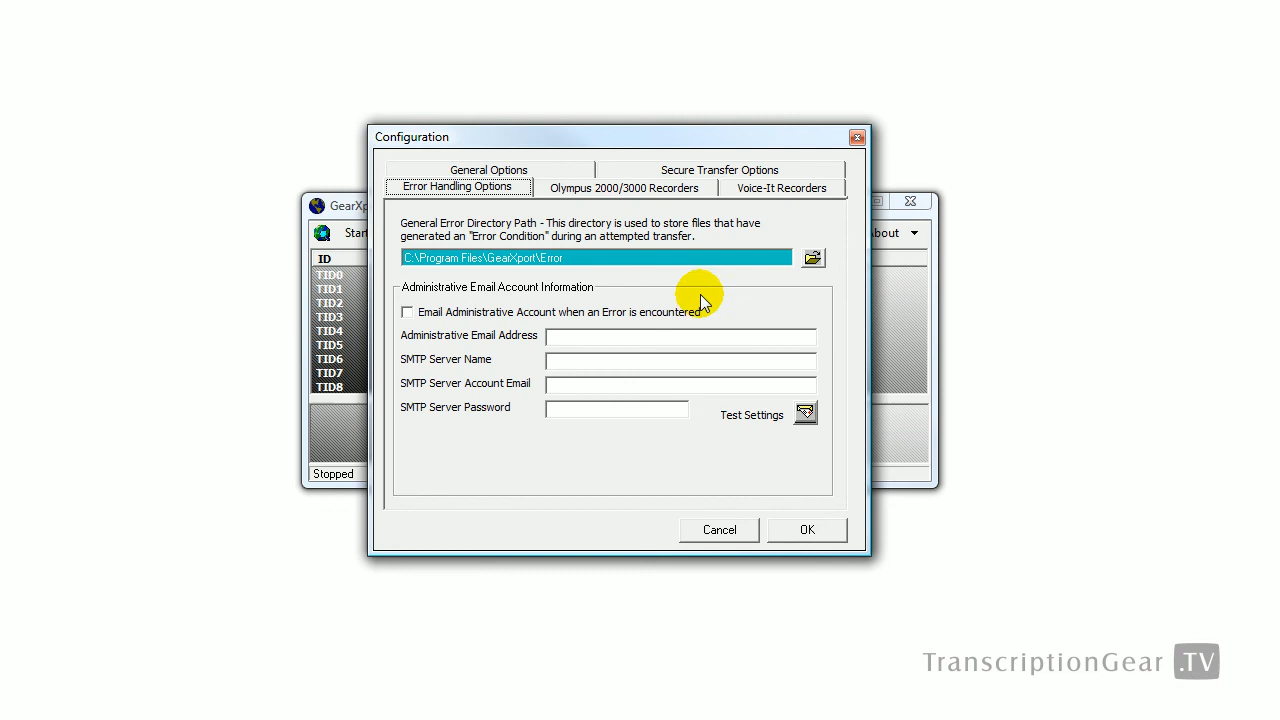 Configuration
General Options
Secure Transfer Options
Error Handling Options
Olympus 2000/3000 Recorders
Voice-It Recorders
General Error Directory Path - This directory is used to store files that have
generated an "Error Condition" during an attempted transfer.
C:\Program Files\GearXport\Error
Administrative Email Account Information
Email Administrative Account when an Error is encountered
Administrative Email Address
SMTP Server Name
SMTP Server Account Email
SMTP Server Password
Test Settings
Cancel
OK
GearXp
Start
About
ID
TID0
TID1
TID2
TID3
TID4
TID5
TID6
TID7
TID8
Stopped
TranscriptionGear .TV